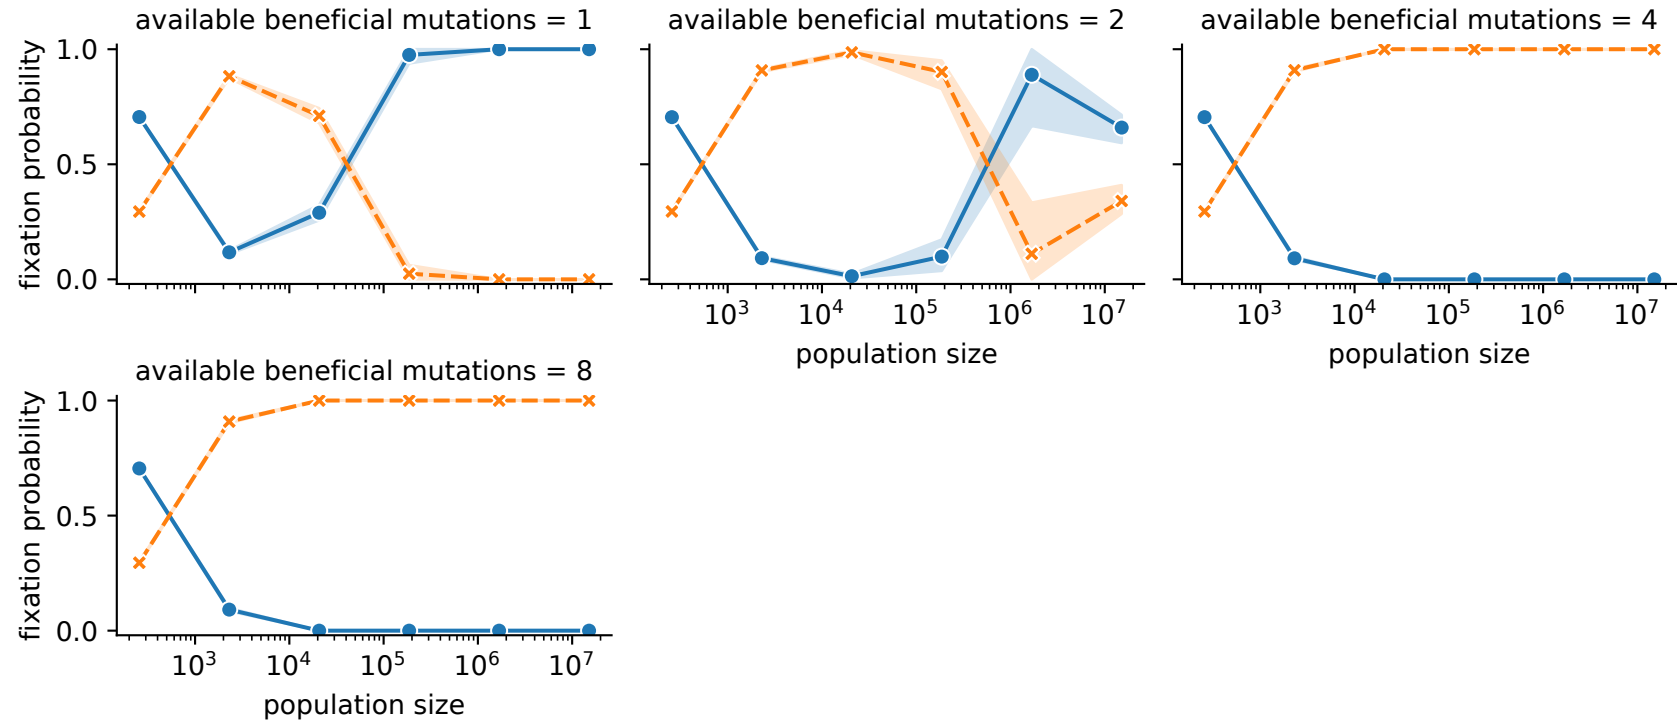 available beneficial mutations = 1
available beneficial mutations = 2
available beneficial mutations = 4
fixation probability
1.0
0.5
0.0
10³ 10⁴ 10⁵ 10⁶ 10⁷
population size
10³ 10⁴ 10⁵ 10⁶ 10⁷
population size
available beneficial mutations = 8
fixation probability
1.0
0.5
0.0
10³ 10⁴ 10⁵ 10⁶ 10⁷
population size